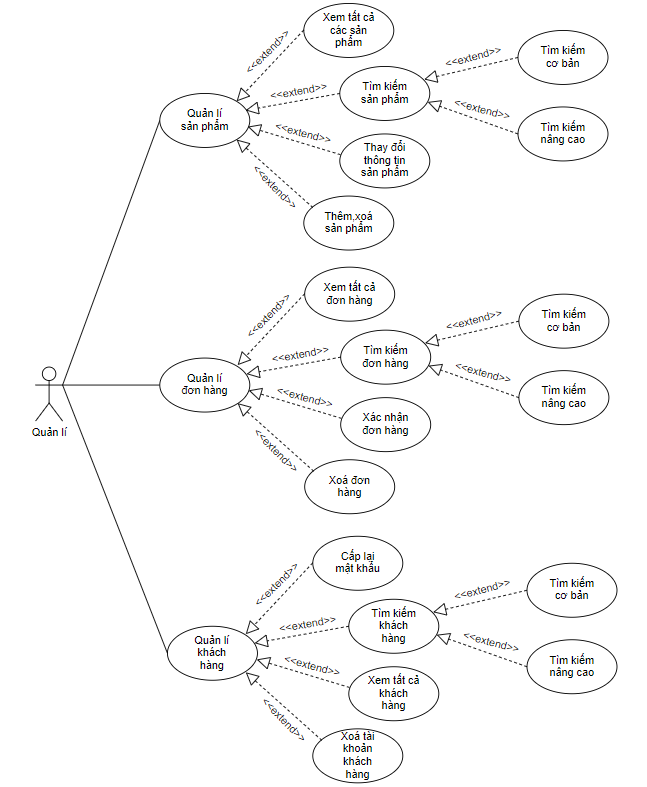 Xem tất cả
các sản
phẩm
<<extend>>
Tìm kiếm
cơ bản
<<extend>>
<<extend>>
Tìm kiếm
sản phẩm
Quản lí
sản phẩm
<<extend>>
Tìm kiếm
nâng cao
<<extend>>
Thay đổi
thông tin
sản phẩm
<<extend>>
Thêm,xoá
sản phẩm
Xem tất cả
đơn hàng
<<extend>>
<<extend>>
Tìm kiếm
cơ bản
<<extend>>
Tìm kiếm
đơn hàng
Quản lí
đơn hàng
<<extend>>
Tìm kiếm
nâng cao
<<extend>>
Xác nhận
đơn hàng
Quản lí
<<extend>>
Xoá đơn
hàng
Cấp lại
mật khẩu
<<extend>>
<<extend>>
Tìm kiếm
cơ bản
<<extend>>
Tìm kiếm
khách
hàng
Quản lí
khách
hàng
<<extend>>
Tìm kiếm
nâng cao
<<extend>>
Xem tất cả
khách
hàng
<<extend>>
Xoá tài
khoản
khách
hàng